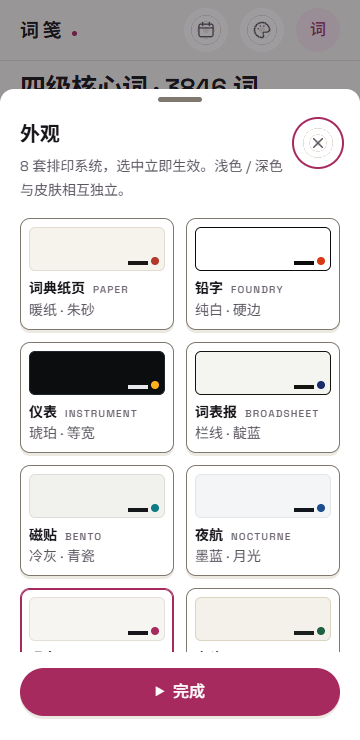 词笺
词
四级核心词 · 3846 词
外观
8 套排印系统，选中立即生效。浅色 / 深色
与皮肤相互独立。
词典纸页 PAPER
暖纸 · 朱砂
铅字 FOUNDRY
纯白 · 硬边
仪表 INSTRUMENT
琥珀 · 等宽
词表报 BROADSHEET
栏线 · 靛蓝
磁贴 BENTO
冷灰 · 青瓷
夜航 NOCTURNE
墨蓝 · 月光
完成